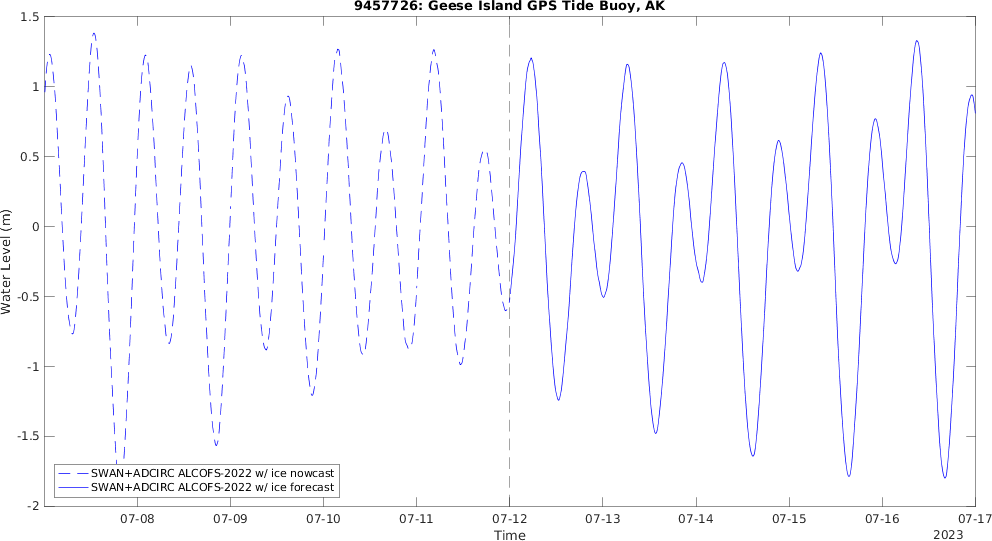 9457726: Geese Island GPS Tide Buoy, AK
1.5
1
0.5
0
-0.5
-1
-1.5
-2
Water Level (m)
SWAN+ADCIRC ALCOFS-2022 w/ ice nowcast
SWAN+ADCIRC ALCOFS-2022 w/ ice forecast
07-08 07-09 07-10 07-11 07-12 07-13 07-14 07-15 07-16 07-17
Time
2023